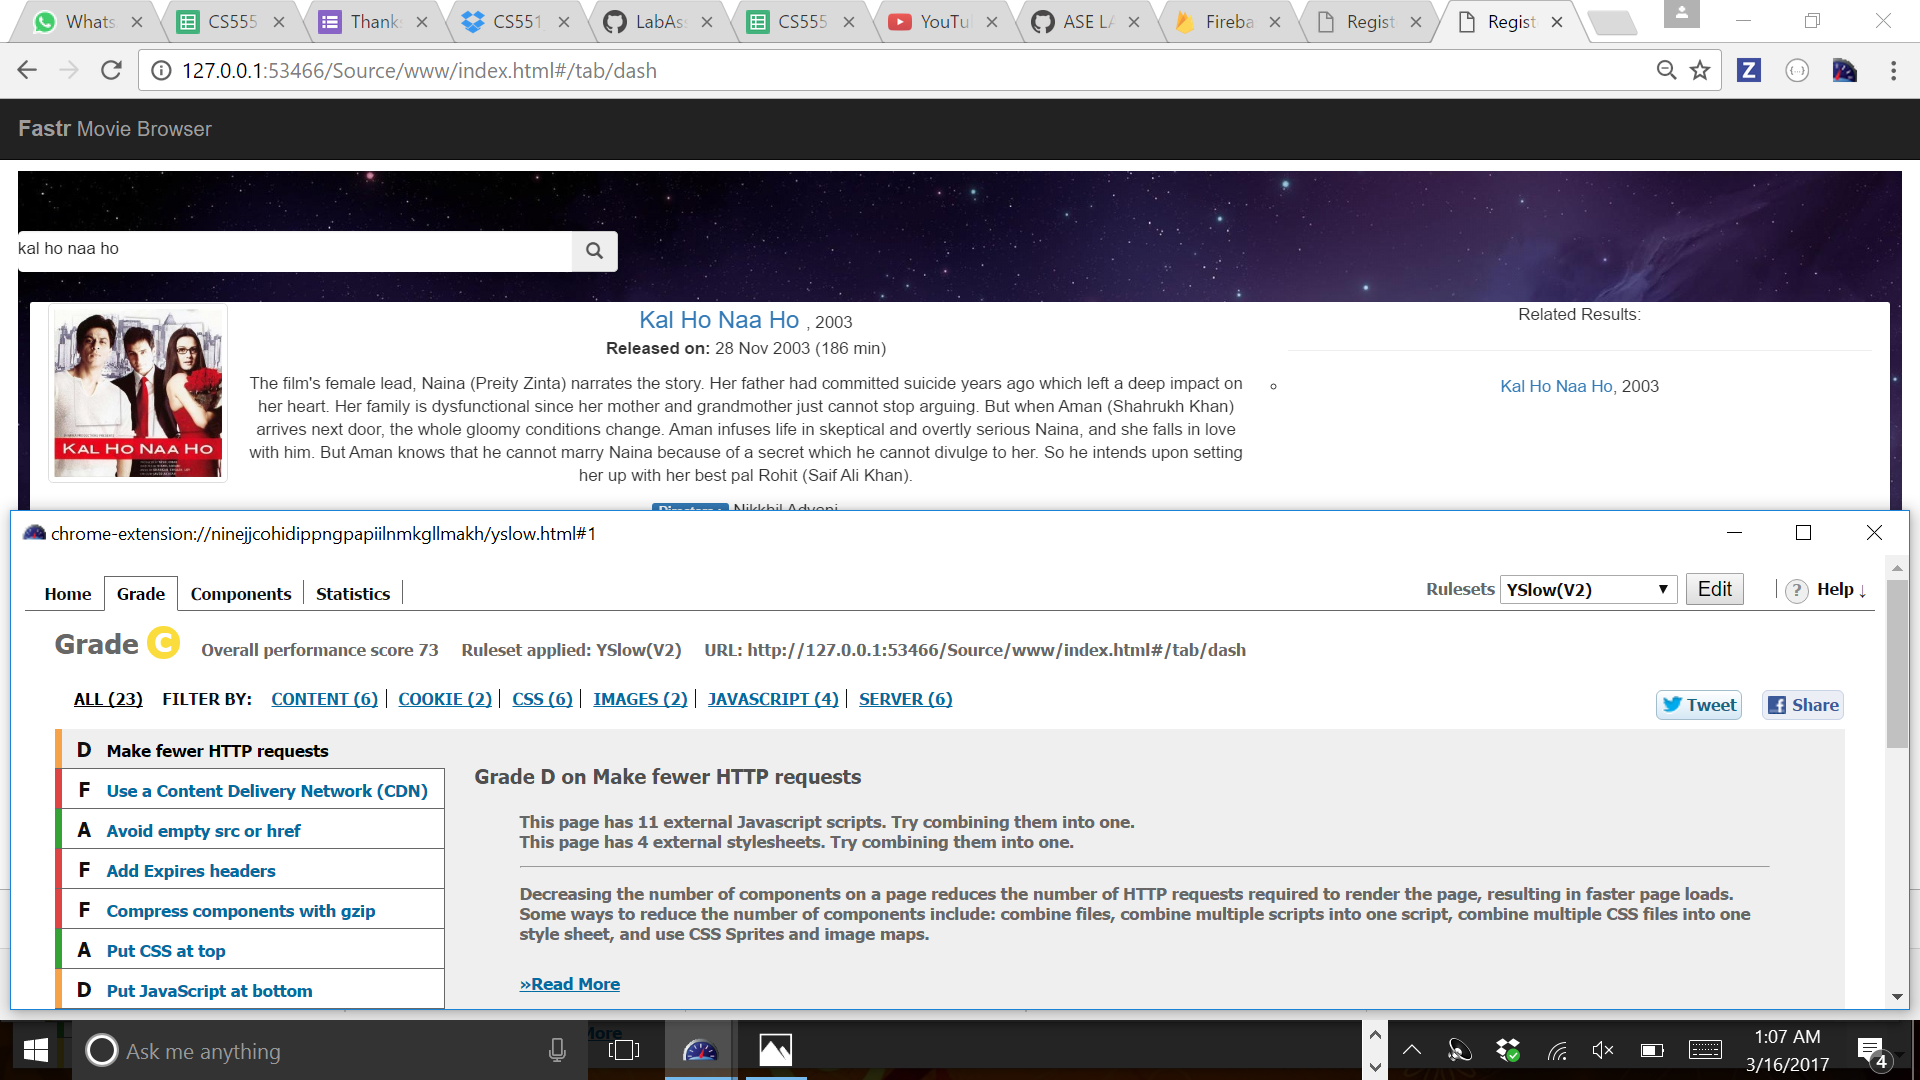 Whats CS555 Thank CS551 LabAss CS555 YouTu ASE LA Fireba Regist Regist
127.0.0.1:53466/Source/www/index.html#/tab/dash
Fastr Movie Browser
kal ho naa ho
Kal Ho Naa Ho , 2003
Released on: 28 Nov 2003 (186 min)
The film's female lead, Naina (Preity Zinta) narrates the story. Her father had committed suicide years ago which left a deep impact on
her heart. Her family is dysfunctional since her mother and grandmother just cannot stop arguing. But when Aman (Shahrukh Khan)
arrives next door, the whole gloomy conditions change. Aman infuses life in skeptical and overtly serious Naina, and she falls in love
with him. But Aman knows that he cannot marry Naina because of a secret which he cannot divulge to her. So he intends upon setting
her up with her best pal Rohit (Saif Ali Khan).
KAL HO NAA HO
Related Results:
Kal Ho Naa Ho, 2003
chrome-extension://ninejjcohidippngpapiilnmkgllmakh/yslow.html#1
Home Grade Components Statistics
Rulesets YSlow(V2) Edit ? Help ↓
Grade C Overall performance score 73 Ruleset applied: YSlow(V2) URL: http://127.0.0.1:53466/Source/www/index.html#/tab/dash
ALL (23) FILTER BY: CONTENT (6) COOKIE (2) CSS (6) IMAGES (2) JAVASCRIPT (4) SERVER (6)
Tweet Share
D Make fewer HTTP requests
F Use a Content Delivery Network (CDN)
A Avoid empty src or href
F Add Expires headers
F Compress components with gzip
A Put CSS at top
D Put JavaScript at bottom
Grade D on Make fewer HTTP requests
This page has 11 external Javascript scripts. Try combining them into one.
This page has 4 external stylesheets. Try combining them into one.
Decreasing the number of components on a page reduces the number of HTTP requests required to render the page, resulting in faster page loads.
Some ways to reduce the number of components include: combine files, combine multiple scripts into one script, combine multiple CSS files into one
style sheet, and use CSS Sprites and image maps.
»Read More
Ask me anything
1:07 AM
3/16/2017
4